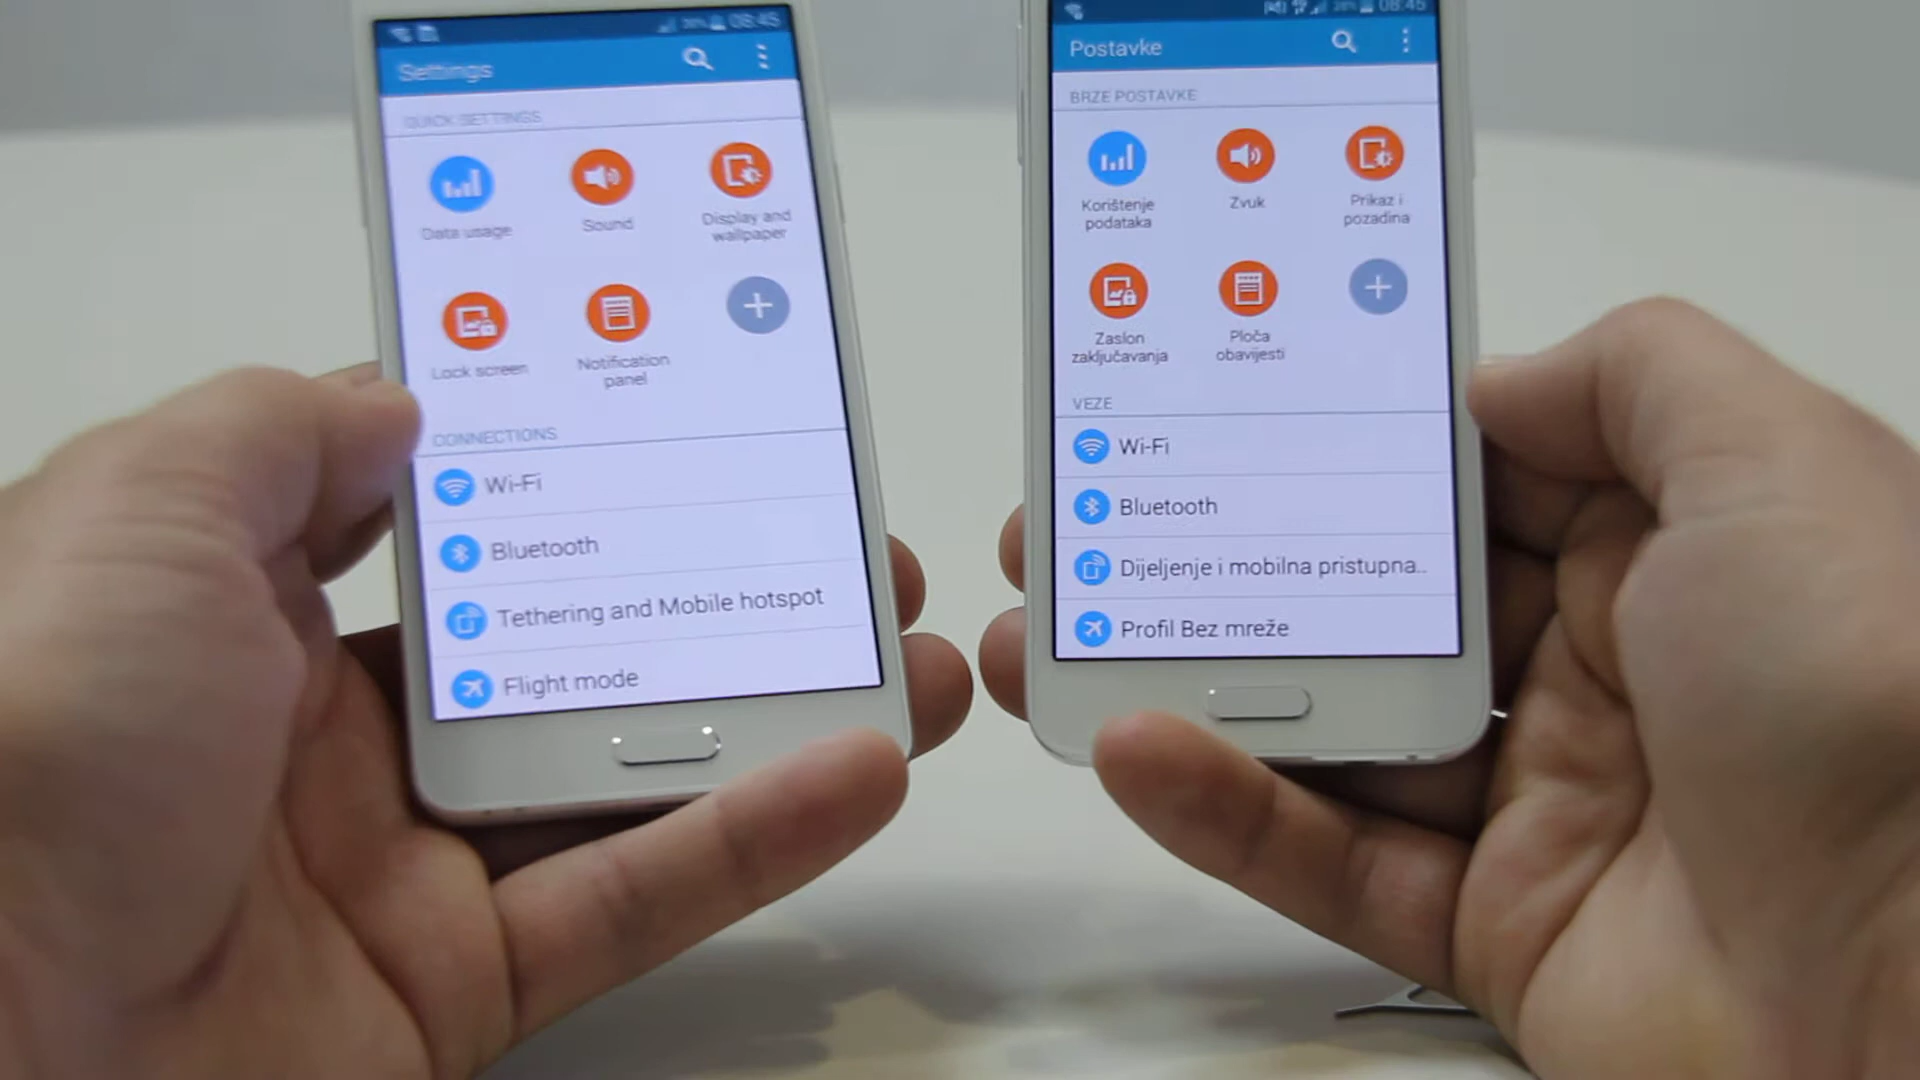 08:45
Settings
QUICK SETTINGS
Data usage
Sound
Display and
wallpaper
Lock screen
Notification
panel
CONNECTIONS
Wi-Fi
Bluetooth
Tethering and Mobile hotspot
Flight mode
08:45
Postavke
BRZE POSTAVKE
Korištenje
podataka
Zvuk
Prikaz i
pozadina
Zaslon
zaključavanja
Ploča
obavijesti
VEZE
Wi-Fi
Bluetooth
Dijeljenje i mobilna pristupna..
Profil Bez mreže